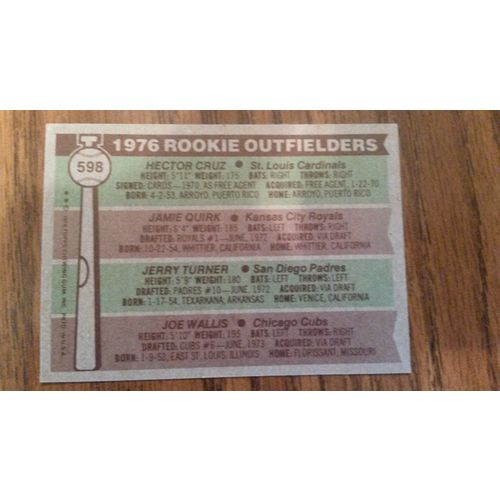 1976 ROOKIE OUTFIELDERS
598
HECTOR CRUZ • St. Louis Cardinals
HEIGHT: 5'11" WEIGHT: 175 BATS: RIGHT THROWS: RIGHT
SIGNED: CARDS—1970, AS FREE AGENT ACQUIRED: FREE AGENT, 1-22-70
BORN: 4-2-53, ARROYO, PUERTO RICO HOME: ARROYO, PUERTO RICO
JAMIE QUIRK • Kansas City Royals
HEIGHT: 6'4" WEIGHT: 185 BATS: LEFT THROWS: RIGHT
DRAFTED: ROYALS #1—JUNE, 1972 ACQUIRED: VIA DRAFT
BORN: 10-22-54, WHITTIER, CALIFORNIA HOME: WHITTIER, CALIFORNIA
JERRY TURNER • San Diego Padres
HEIGHT: 5'9" WEIGHT: 180 BATS: LEFT THROWS: LEFT
DRAFTED: PADRES #10—JUNE, 1972 ACQUIRED: VIA DRAFT
BORN: 1-17-54, TEXARKANA, ARKANSAS HOME: VENICE, CALIFORNIA
JOE WALLIS • Chicago Cubs
HEIGHT: 5'10" WEIGHT: 195 BATS: LEFT THROWS: RIGHT
DRAFTED: CUBS #6—JUNE, 1973 ACQUIRED: VIA DRAFT
BORN: 1-9-52, EAST ST. LOUIS, ILLINOIS HOME: FLORISSANT, MISSOURI
TOPPS CHEWING GUM, INC. PRTD. IN U.S.A.